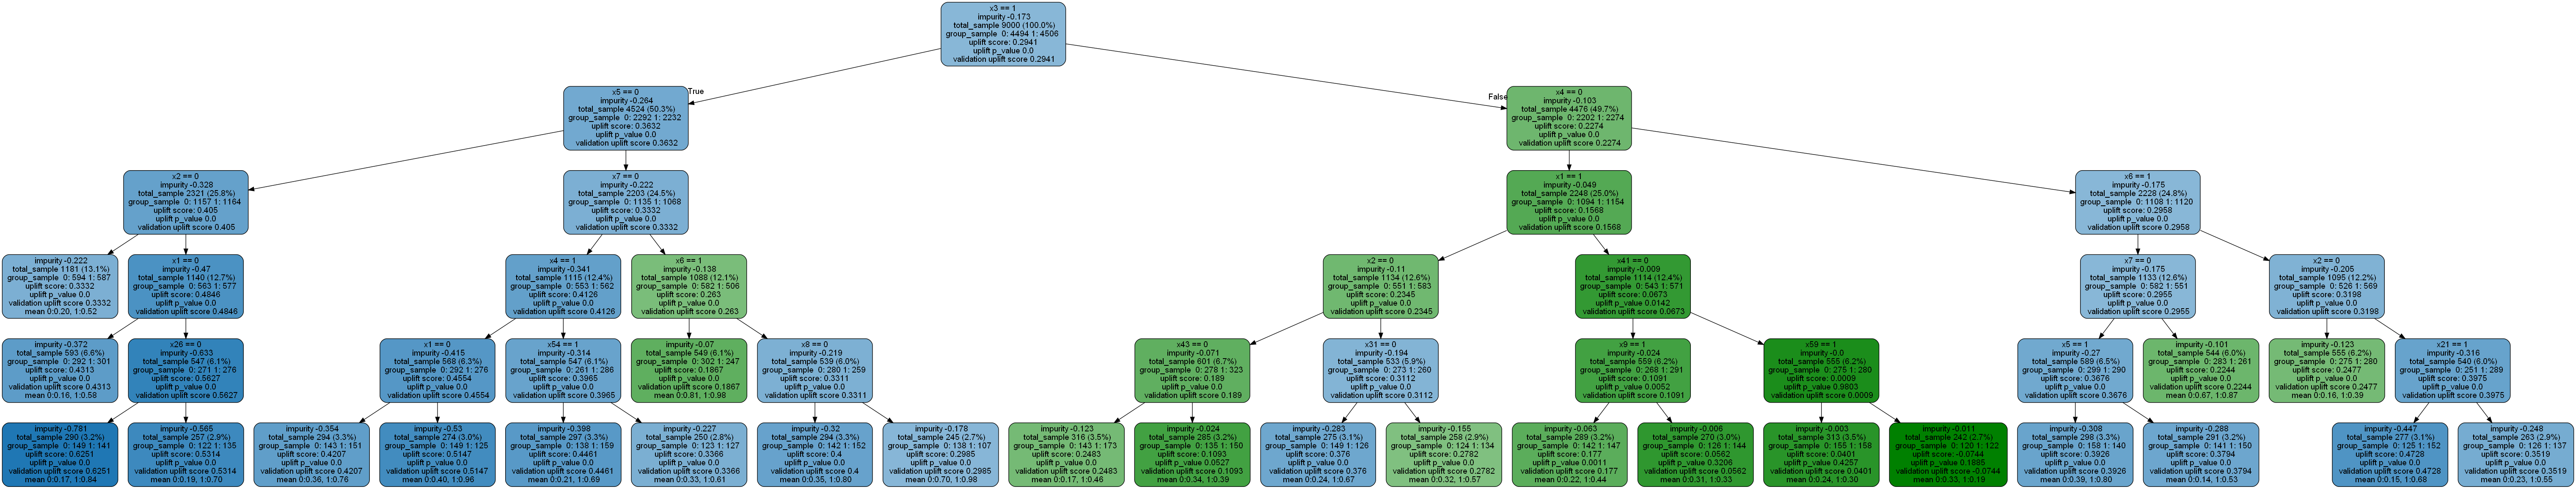 x3 == 1
impurity -0.173
total_sample 9000 (100.0%)
group_sample 0: 4494 1: 4506
uplift score: 0.2941
uplift p_value 0.0
validation uplift score 0.2941
True
False
x5 == 0
impurity -0.264
total_sample 4524 (50.3%)
group_sample 0: 2292 1: 2232
uplift score: 0.3632
uplift p_value 0.0
validation uplift score 0.3632
x4 == 0
impurity -0.103
total_sample 4476 (49.7%)
group_sample 0: 2202 1: 2274
uplift score: 0.2274
uplift p_value 0.0
validation uplift score 0.2274
x2 == 0
impurity -0.328
total_sample 2321 (25.8%)
group_sample 0: 1157 1: 1164
uplift score: 0.405
uplift p_value 0.0
validation uplift score 0.405
x7 == 0
impurity -0.222
total_sample 2203 (24.5%)
group_sample 0: 1135 1: 1068
uplift score: 0.3332
uplift p_value 0.0
validation uplift score 0.3332
x1 == 1
impurity -0.049
total_sample 2248 (25.0%)
group_sample 0: 1094 1: 1154
uplift score: 0.1568
uplift p_value 0.0
validation uplift score 0.1568
x6 == 1
impurity -0.175
total_sample 2228 (24.8%)
group_sample 0: 1108 1: 1120
uplift score: 0.2958
uplift p_value 0.0
validation uplift score 0.2958
impurity -0.222
total_sample 1181 (13.1%)
group_sample 0: 594 1: 587
uplift score: 0.3332
uplift p_value 0.0
validation uplift score 0.3332
mean 0:0.20, 1:0.52
x1 == 0
impurity -0.47
total_sample 1140 (12.7%)
group_sample 0: 563 1: 577
uplift score: 0.4846
uplift p_value 0.0
validation uplift score 0.4846
x4 == 1
impurity -0.341
total_sample 1115 (12.4%)
group_sample 0: 553 1: 562
uplift score: 0.4126
uplift p_value 0.0
validation uplift score 0.4126
x6 == 1
impurity -0.138
total_sample 1088 (12.1%)
group_sample 0: 582 1: 506
uplift score: 0.263
uplift p_value 0.0
validation uplift score 0.263
x2 == 0
impurity -0.11
total_sample 1134 (12.6%)
group_sample 0: 551 1: 583
uplift score: 0.2345
uplift p_value 0.0
validation uplift score 0.2345
x41 == 0
impurity -0.009
total_sample 1114 (12.4%)
group_sample 0: 543 1: 571
uplift score: 0.0673
uplift p_value 0.0142
validation uplift score 0.0673
x7 == 0
impurity -0.175
total_sample 1133 (12.6%)
group_sample 0: 582 1: 551
uplift score: 0.2955
uplift p_value 0.0
validation uplift score 0.2955
x2 == 0
impurity -0.205
total_sample 1095 (12.2%)
group_sample 0: 526 1: 569
uplift score: 0.3198
uplift p_value 0.0
validation uplift score 0.3198
impurity -0.372
total_sample 593 (6.6%)
group_sample 0: 292 1: 301
uplift score: 0.4313
uplift p_value 0.0
validation uplift score 0.4313
mean 0:0.16, 1:0.58
x26 == 0
impurity -0.633
total_sample 547 (6.1%)
group_sample 0: 271 1: 276
uplift score: 0.5627
uplift p_value 0.0
validation uplift score 0.5627
x1 == 0
impurity -0.415
total_sample 568 (6.3%)
group_sample 0: 292 1: 276
uplift score: 0.4554
uplift p_value 0.0
validation uplift score 0.4554
x54 == 1
impurity -0.314
total_sample 547 (6.1%)
group_sample 0: 261 1: 286
uplift score: 0.3965
uplift p_value 0.0
validation uplift score 0.3965
impurity -0.07
total_sample 549 (6.1%)
group_sample 0: 302 1: 247
uplift score: 0.1867
uplift p_value 0.0
validation uplift score 0.1867
mean 0:0.81, 1:0.98
x8 == 0
impurity -0.219
total_sample 539 (6.0%)
group_sample 0: 280 1: 259
uplift score: 0.3311
uplift p_value 0.0
validation uplift score 0.3311
x43 == 0
impurity -0.071
total_sample 601 (6.7%)
group_sample 0: 278 1: 323
uplift score: 0.189
uplift p_value 0.0
validation uplift score 0.189
x31 == 0
impurity -0.194
total_sample 533 (5.9%)
group_sample 0: 273 1: 260
uplift score: 0.3112
uplift p_value 0.0
validation uplift score 0.3112
x9 == 1
impurity -0.024
total_sample 559 (6.2%)
group_sample 0: 268 1: 291
uplift score: 0.1091
uplift p_value 0.0052
validation uplift score 0.1091
x59 == 1
impurity -0.0
total_sample 555 (6.2%)
group_sample 0: 275 1: 280
uplift score: 0.0009
uplift p_value 0.9803
validation uplift score 0.0009
x5 == 1
impurity -0.27
total_sample 589 (6.5%)
group_sample 0: 299 1: 290
uplift score: 0.3676
uplift p_value 0.0
validation uplift score 0.3676
impurity -0.101
total_sample 544 (6.0%)
group_sample 0: 283 1: 261
uplift score: 0.2244
uplift p_value 0.0
validation uplift score 0.2244
mean 0:0.67, 1:0.87
impurity -0.123
total_sample 555 (6.2%)
group_sample 0: 275 1: 280
uplift score: 0.2477
uplift p_value 0.0
validation uplift score 0.2477
mean 0:0.16, 1:0.39
x21 == 1
impurity -0.316
total_sample 540 (6.0%)
group_sample 0: 251 1: 289
uplift score: 0.3975
uplift p_value 0.0
validation uplift score 0.3975
impurity -0.781
total_sample 290 (3.2%)
group_sample 0: 149 1: 141
uplift score: 0.6251
uplift p_value 0.0
validation uplift score 0.6251
mean 0:0.17, 1:0.84
impurity -0.565
total_sample 257 (2.9%)
group_sample 0: 122 1: 135
uplift score: 0.5314
uplift p_value 0.0
validation uplift score 0.5314
mean 0:0.19, 1:0.70
impurity -0.354
total_sample 294 (3.3%)
group_sample 0: 143 1: 151
uplift score: 0.4207
uplift p_value 0.0
validation uplift score 0.4207
mean 0:0.36, 1:0.76
impurity -0.53
total_sample 274 (3.0%)
group_sample 0: 149 1: 125
uplift score: 0.5147
uplift p_value 0.0
validation uplift score 0.5147
mean 0:0.40, 1:0.96
impurity -0.398
total_sample 297 (3.3%)
group_sample 0: 138 1: 159
uplift score: 0.4461
uplift p_value 0.0
validation uplift score 0.4461
mean 0:0.21, 1:0.69
impurity -0.227
total_sample 250 (2.8%)
group_sample 0: 123 1: 127
uplift score: 0.3366
uplift p_value 0.0
validation uplift score 0.3366
mean 0:0.33, 1:0.61
impurity -0.32
total_sample 294 (3.3%)
group_sample 0: 142 1: 152
uplift score: 0.4
uplift p_value 0.0
validation uplift score 0.4
mean 0:0.35, 1:0.80
impurity -0.178
total_sample 245 (2.7%)
group_sample 0: 138 1: 107
uplift score: 0.2985
uplift p_value 0.0
validation uplift score 0.2985
mean 0:0.70, 1:0.98
impurity -0.123
total_sample 316 (3.5%)
group_sample 0: 143 1: 173
uplift score: 0.2483
uplift p_value 0.0
validation uplift score 0.2483
mean 0:0.17, 1:0.46
impurity -0.024
total_sample 285 (3.2%)
group_sample 0: 135 1: 150
uplift score: 0.1093
uplift p_value 0.0527
validation uplift score 0.1093
mean 0:0.34, 1:0.39
impurity -0.283
total_sample 275 (3.1%)
group_sample 0: 149 1: 126
uplift score: 0.376
uplift p_value 0.0
validation uplift score 0.376
mean 0:0.24, 1:0.67
impurity -0.155
total_sample 258 (2.9%)
group_sample 0: 124 1: 134
uplift score: 0.2782
uplift p_value 0.0
validation uplift score 0.2782
mean 0:0.32, 1:0.57
impurity -0.063
total_sample 289 (3.2%)
group_sample 0: 142 1: 147
uplift score: 0.177
uplift p_value 0.0011
validation uplift score 0.177
mean 0:0.22, 1:0.44
impurity -0.006
total_sample 270 (3.0%)
group_sample 0: 126 1: 144
uplift score: 0.0562
uplift p_value 0.3206
validation uplift score 0.0562
mean 0:0.31, 1:0.33
impurity -0.003
total_sample 313 (3.5%)
group_sample 0: 155 1: 158
uplift score: 0.0401
uplift p_value 0.4257
validation uplift score 0.0401
mean 0:0.24, 1:0.30
impurity -0.011
total_sample 242 (2.7%)
group_sample 0: 120 1: 122
uplift score: -0.0744
uplift p_value 0.1885
validation uplift score -0.0744
mean 0:0.33, 1:0.19
impurity -0.308
total_sample 298 (3.3%)
group_sample 0: 158 1: 140
uplift score: 0.3926
uplift p_value 0.0
validation uplift score 0.3926
mean 0:0.39, 1:0.80
impurity -0.288
total_sample 291 (3.2%)
group_sample 0: 141 1: 150
uplift score: 0.3794
uplift p_value 0.0
validation uplift score 0.3794
mean 0:0.14, 1:0.53
impurity -0.447
total_sample 277 (3.1%)
group_sample 0: 125 1: 152
uplift score: 0.4728
uplift p_value 0.0
validation uplift score 0.4728
mean 0:0.15, 1:0.68
impurity -0.248
total_sample 263 (2.9%)
group_sample 0: 126 1: 137
uplift score: 0.3519
uplift p_value 0.0
validation uplift score 0.3519
mean 0:0.23, 1:0.55